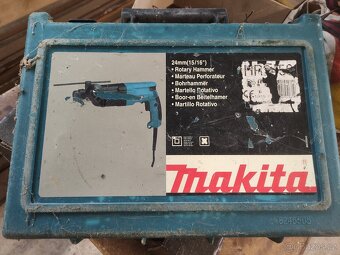 24mm(15/16")
• Rotary Hammer
• Marteau Perforateur
• Bohrhammer
• Martello Rotativo
• Boor-en Beitelhamer
• Martillo Rotativo
makita